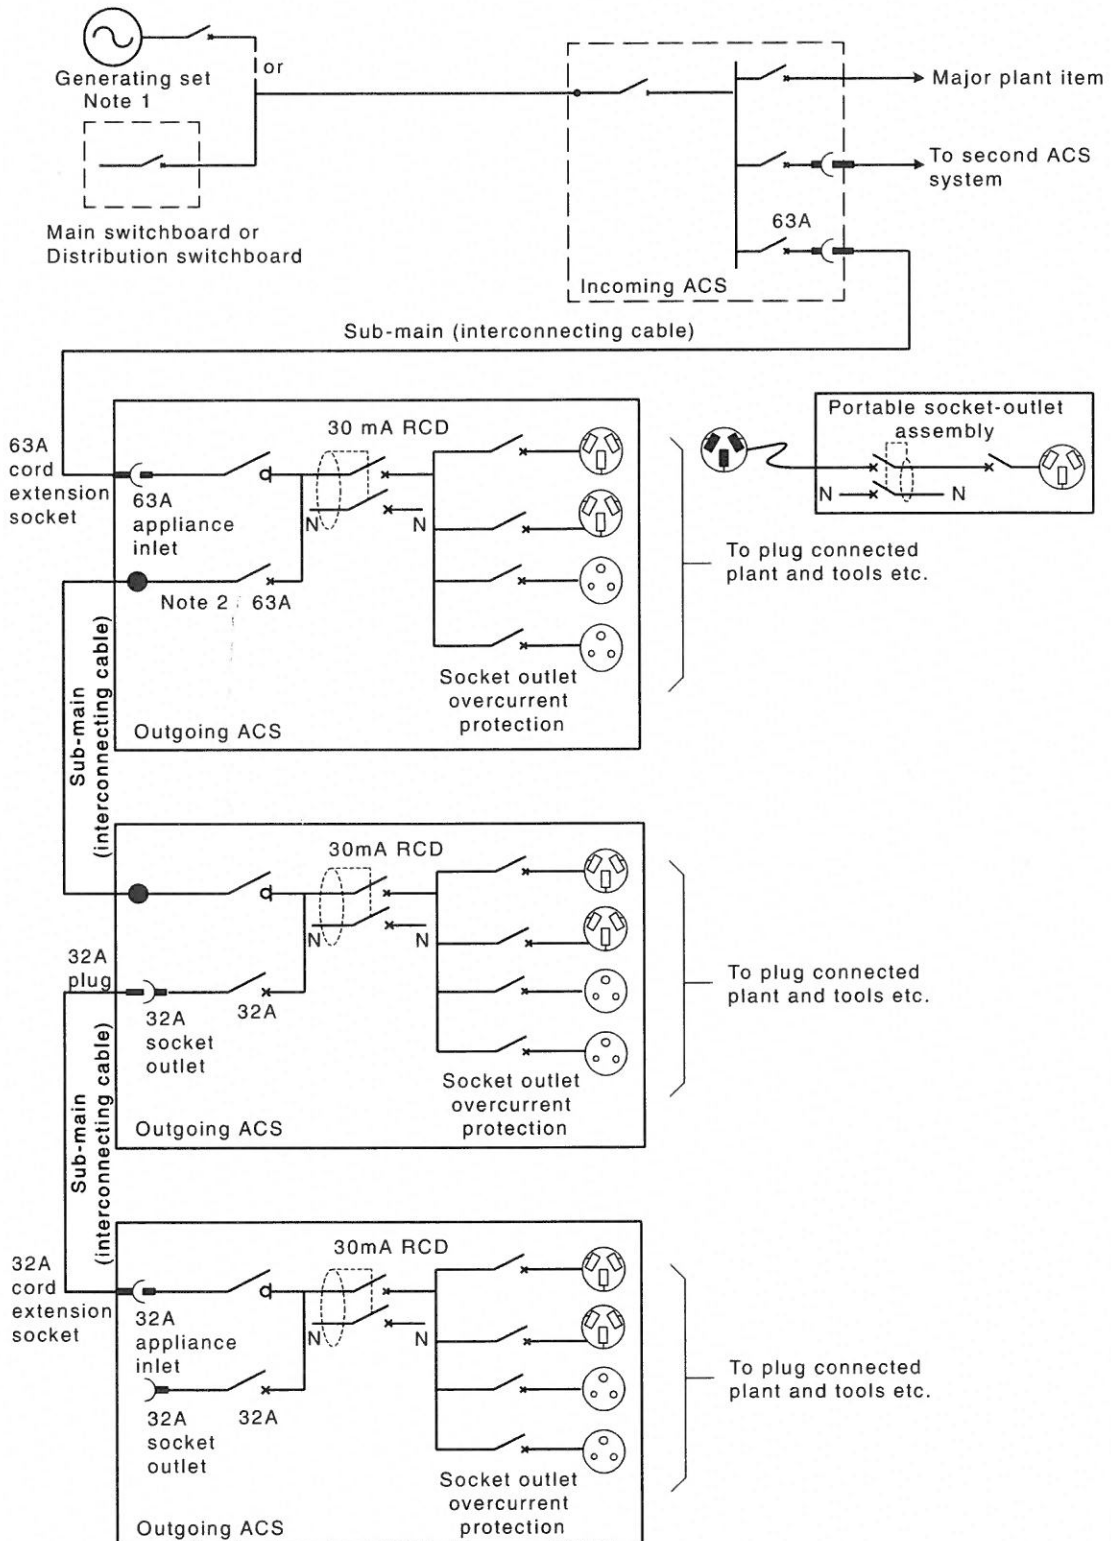 Generating set
Note 1
or
Main switchboard or
Distribution switchboard
Major plant item
To second ACS
system
63A
Incoming ACS
Sub-main (interconnecting cable)
63A
cord
extension
socket
63A
appliance
inlet
30 mA RCD
N
N
Note 2
63A
Socket outlet
overcurrent
protection
Outgoing ACS
To plug connected
plant and tools etc.
Portable socket-outlet
assembly
N
N
Sub-main
(interconnecting cable)
30mA RCD
N
N
32A
plug
32A
socket
outlet
32A
Socket outlet
overcurrent
protection
Outgoing ACS
To plug connected
plant and tools etc.
Sub-main
(interconnecting cable)
32A
cord
extension
socket
32A
appliance
inlet
30mA RCD
N
N
32A
socket
outlet
32A
Socket outlet
overcurrent
protection
Outgoing ACS
To plug connected
plant and tools etc.